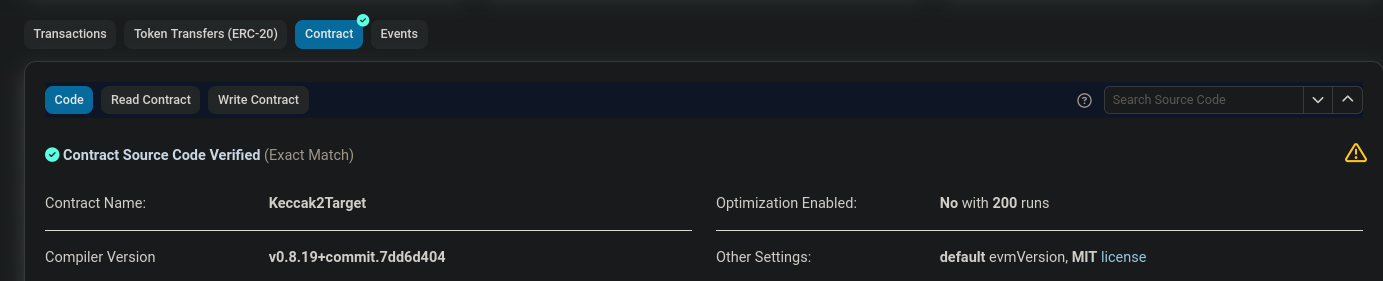 Transactions Token Transfers (ERC-20) Contract Events
Code Read Contract Write Contract Search Source Code
Contract Source Code Verified (Exact Match)
Contract Name: Keccak2Target Optimization Enabled: No with 200 runs
Compiler Version v0.8.19+commit.7dd6d404 Other Settings: default evmVersion, MIT license